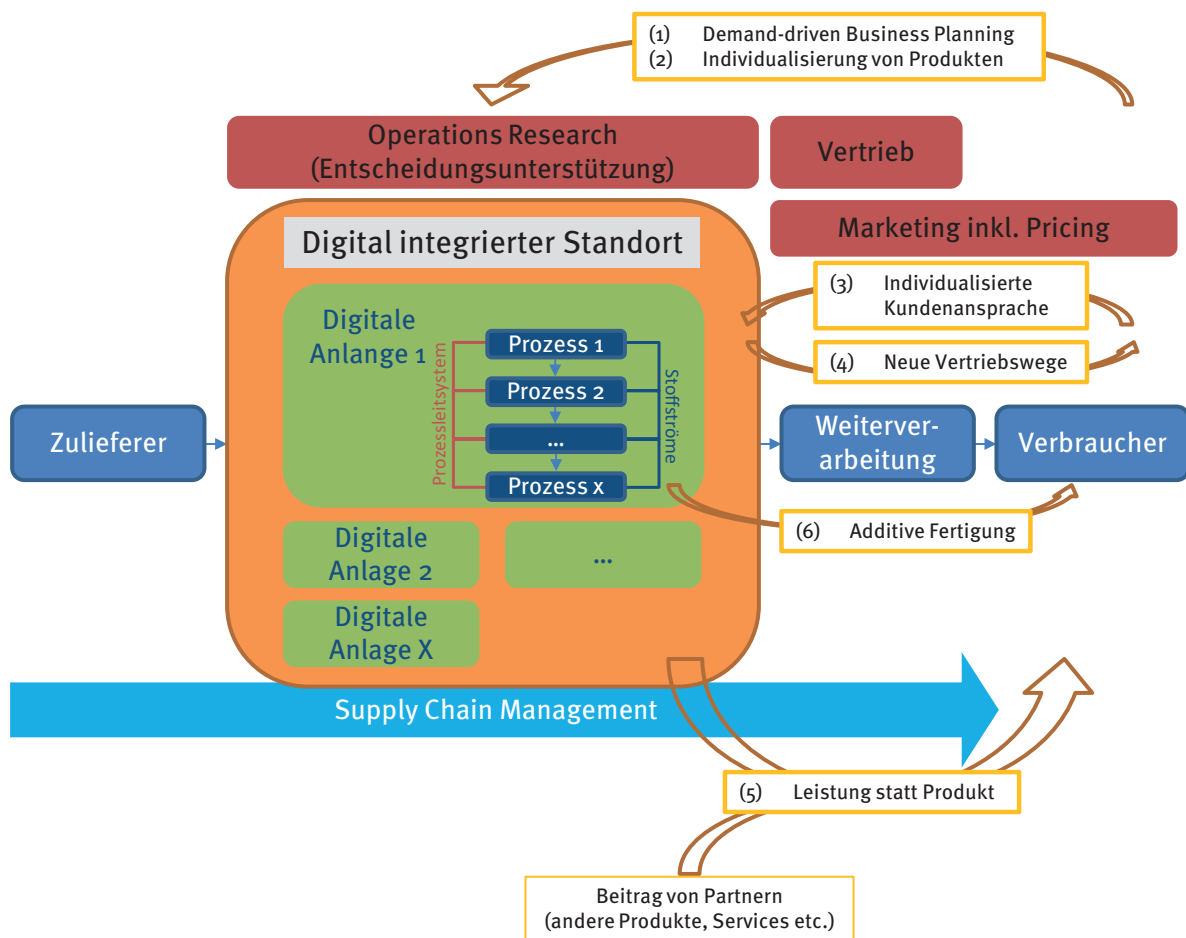 (1) Demand-driven Business Planning
(2) Individualisierung von Produkten
Operations Research
(Entscheidungsunterstützung)
Vertrieb
Marketing inkl. Pricing
Digital integrierter Standort
(3) Individualisierte
Kundenansprache
(4) Neue Vertriebswege
Digitale
Anlange 1
Prozessleitsystem
Prozess 1
Prozess 2
...
Prozess x
Stoffströme
Zulieferer
Weiterver-
arbeitung
Verbraucher
(6) Additive Fertigung
Digitale
Anlage 2
...
Digitale
Anlage X
Supply Chain Management
(5) Leistung statt Produkt
Beitrag von Partnern
(andere Produkte, Services etc.)